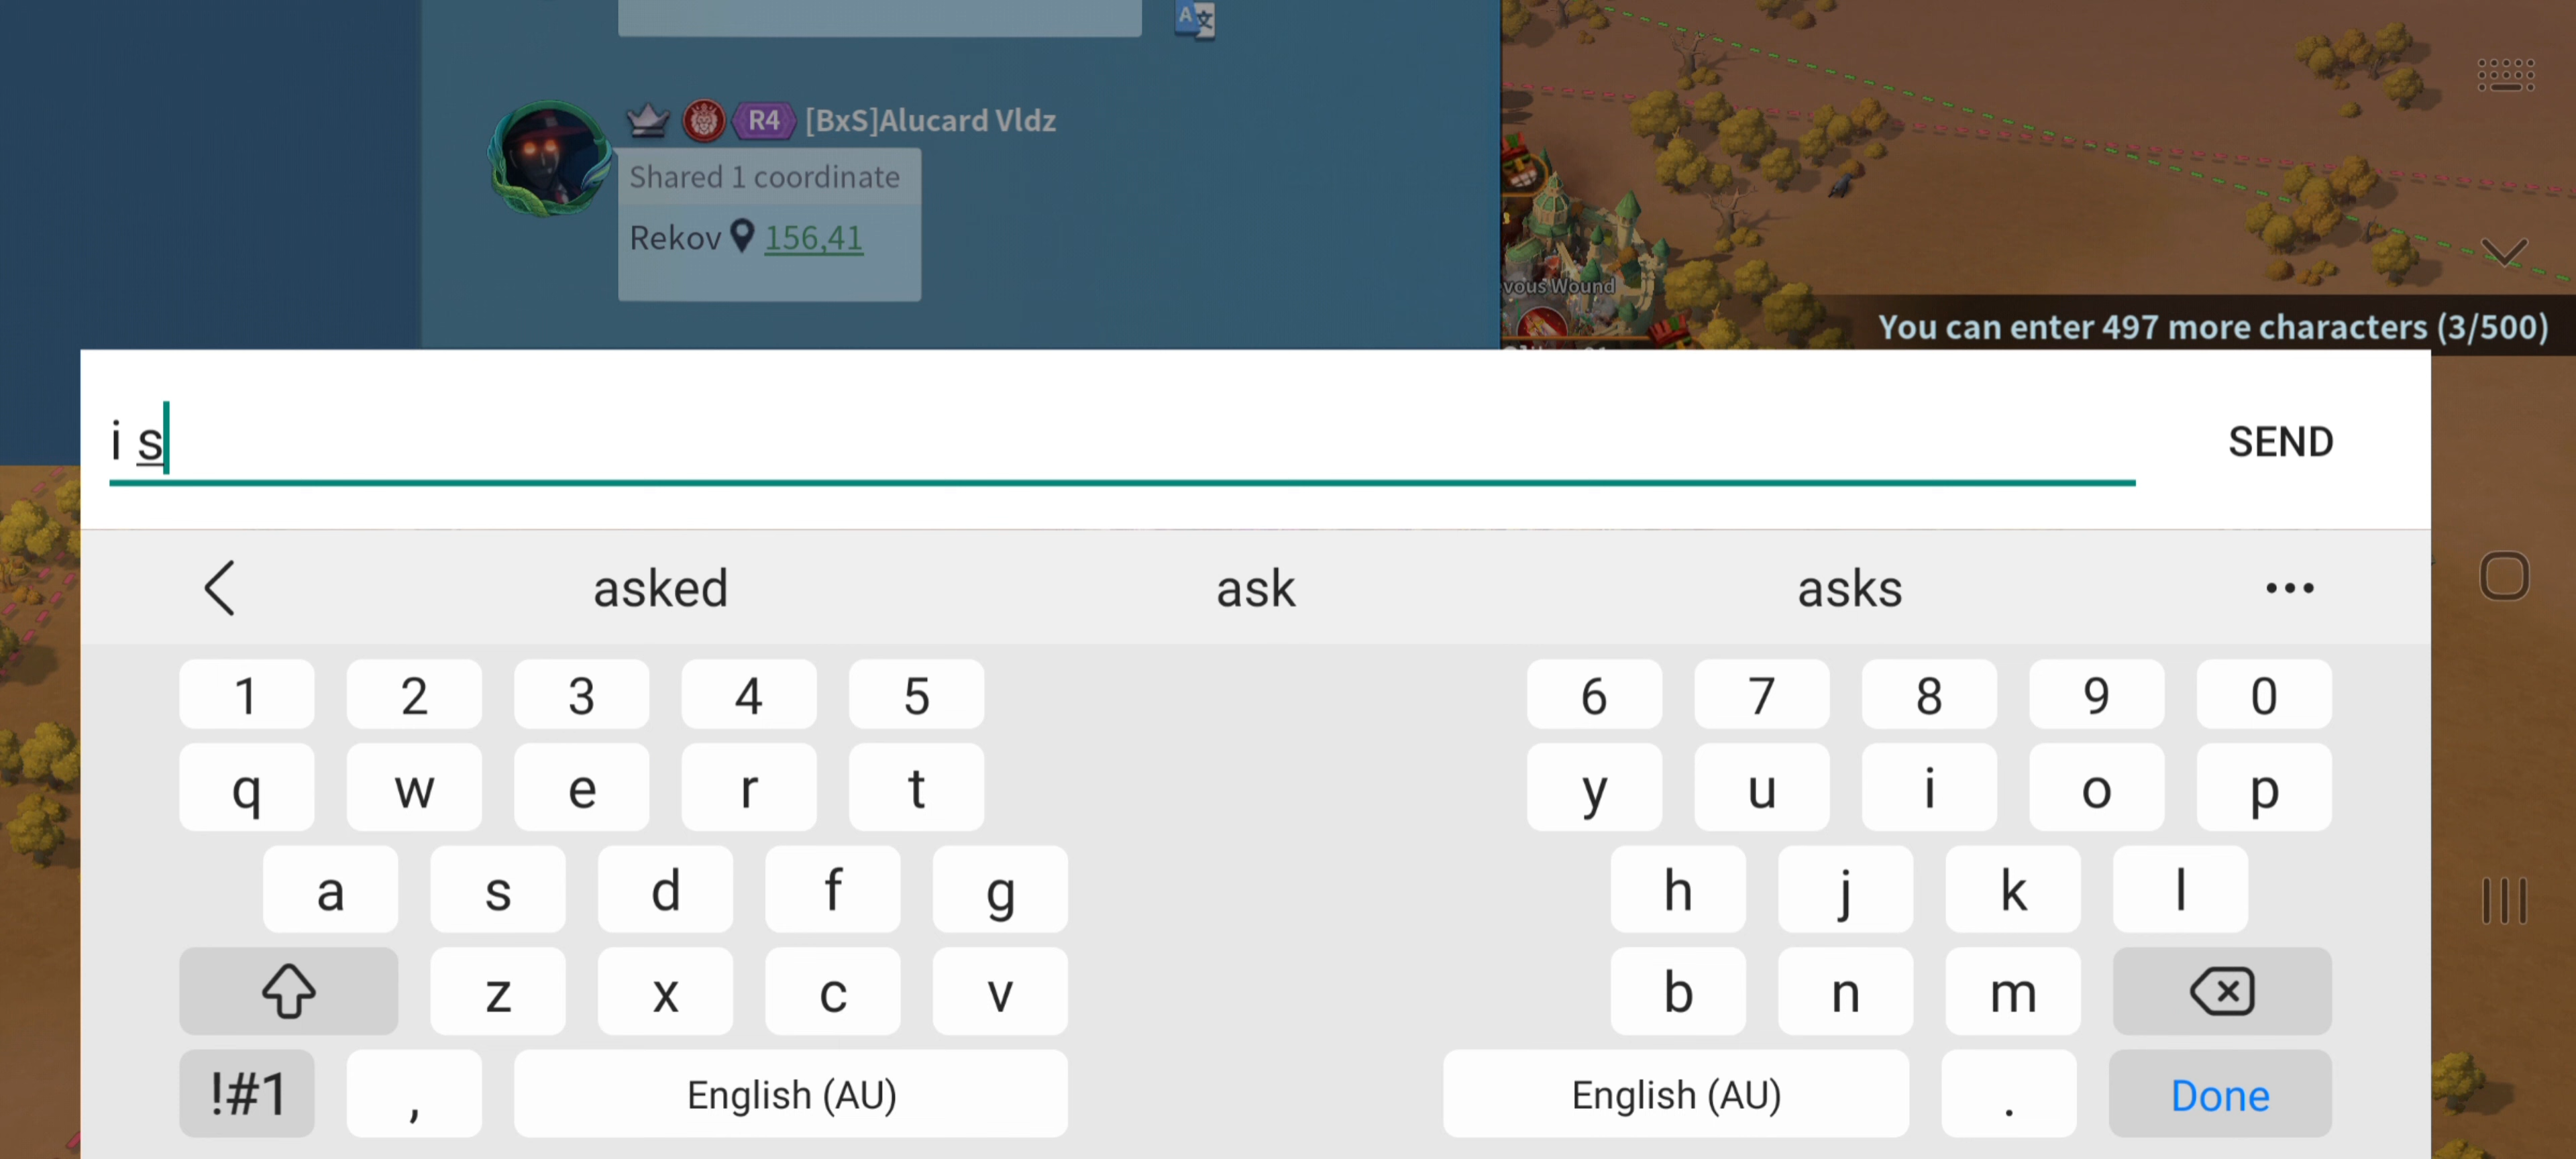 R4 [BxS]Alucard Vldz
Shared 1 coordinate
Rekov 156,41
vous Wound
You can enter 497 more characters (3/500)
i s
SEND
asked ask asks
1 2 3 4 5 6 7 8 9 0
q w e r t y u i o p
a s d f g h j k l
z x c v b n m
!#1 , English (AU) English (AU) . Done